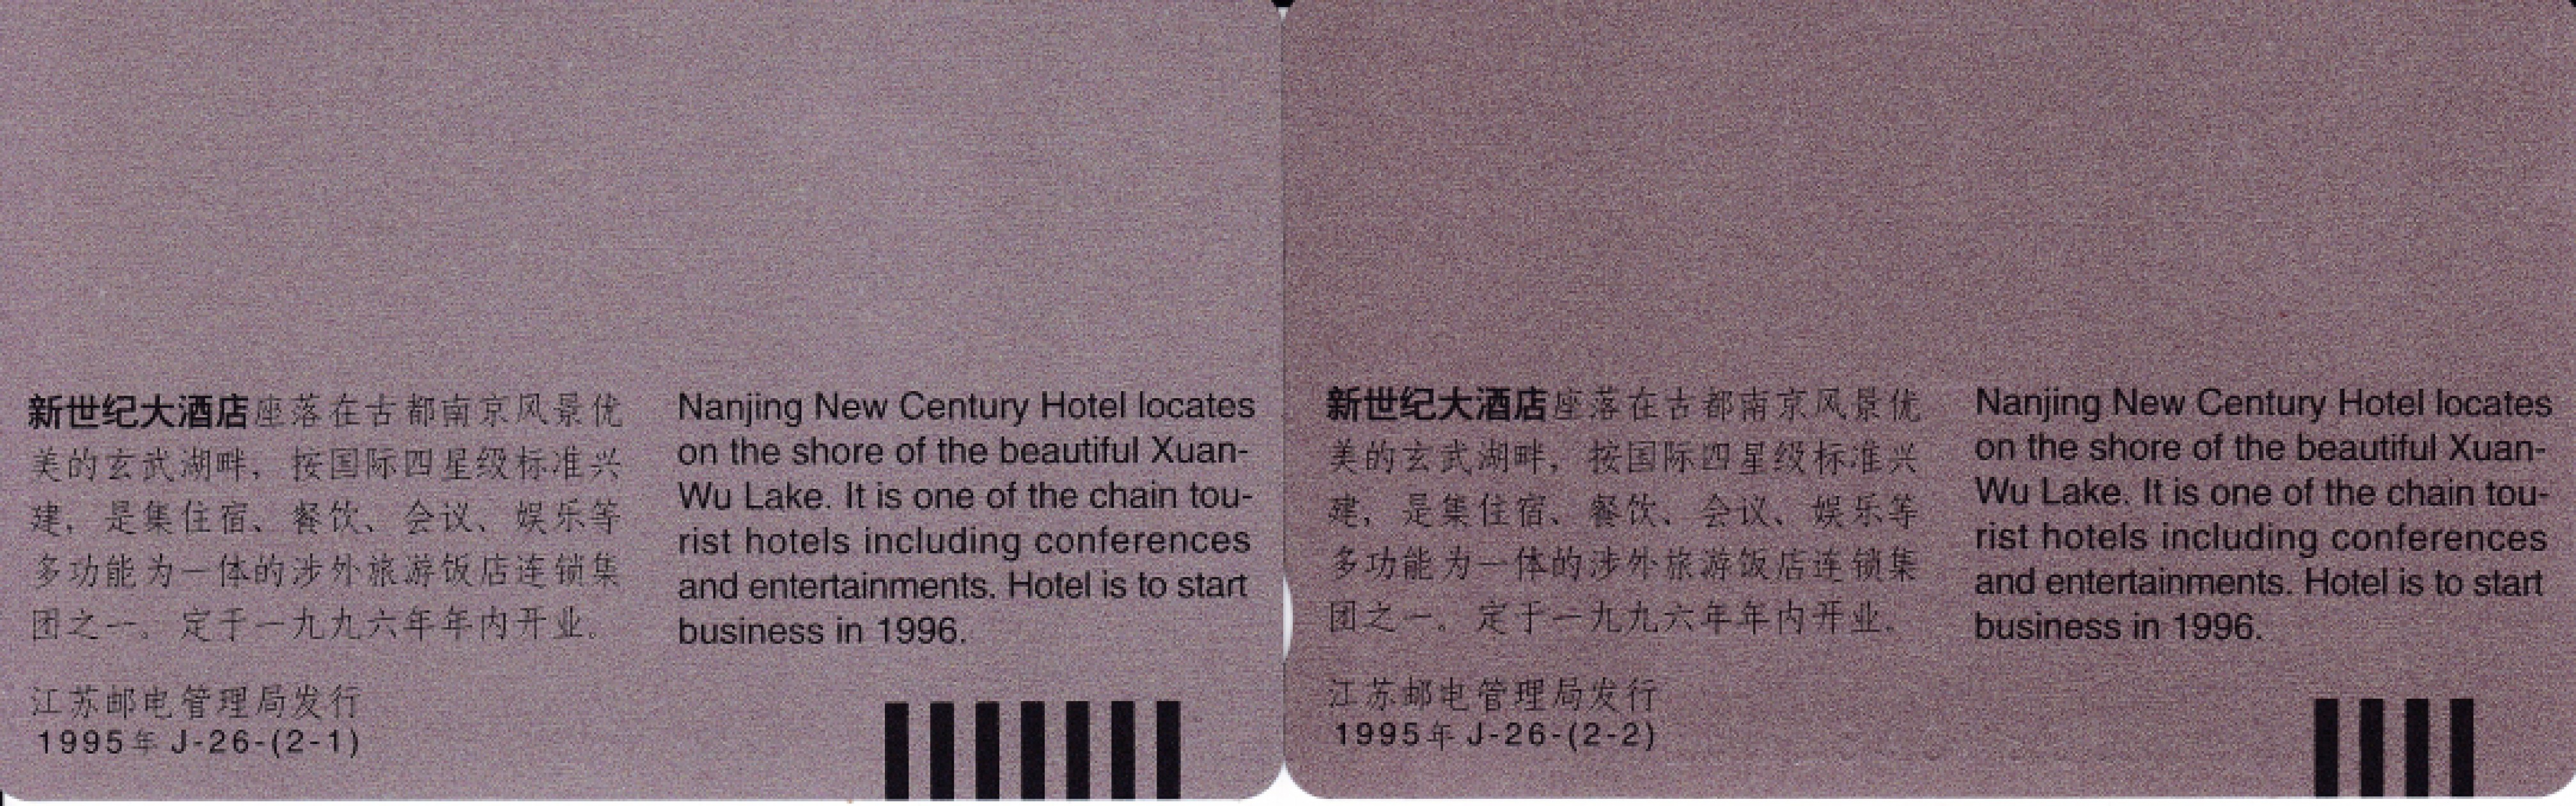 新世纪大酒店座落在古都南京风景优
美的玄武湖畔，按国际四星级标准兴
建，是集住宿、餐饮、会议、娱乐等
多功能为一体的涉外旅游饭店连锁集
团之一。定于一九九六年年内开业。
江苏邮电管理局发行
1995年 J-26-(2-1)
Nanjing New Century Hotel locates
on the shore of the beautiful Xuan-
Wu Lake. It is one of the chain tou-
rist hotels including conferences
and entertainments. Hotel is to start
business in 1996.
新世纪大酒店座落在古都南京风景优
美的玄武湖畔，按国际四星级标准兴
建，是集住宿、餐饮、会议、娱乐等
多功能为一体的涉外旅游饭店连锁集
团之一。定于一九九六年年内开业。
江苏邮电管理局发行
1995年 J-26-(2-2)
Nanjing New Century Hotel locates
on the shore of the beautiful Xuan-
Wu Lake. It is one of the chain tou-
rist hotels including conferences
and entertainments. Hotel is to start
business in 1996.